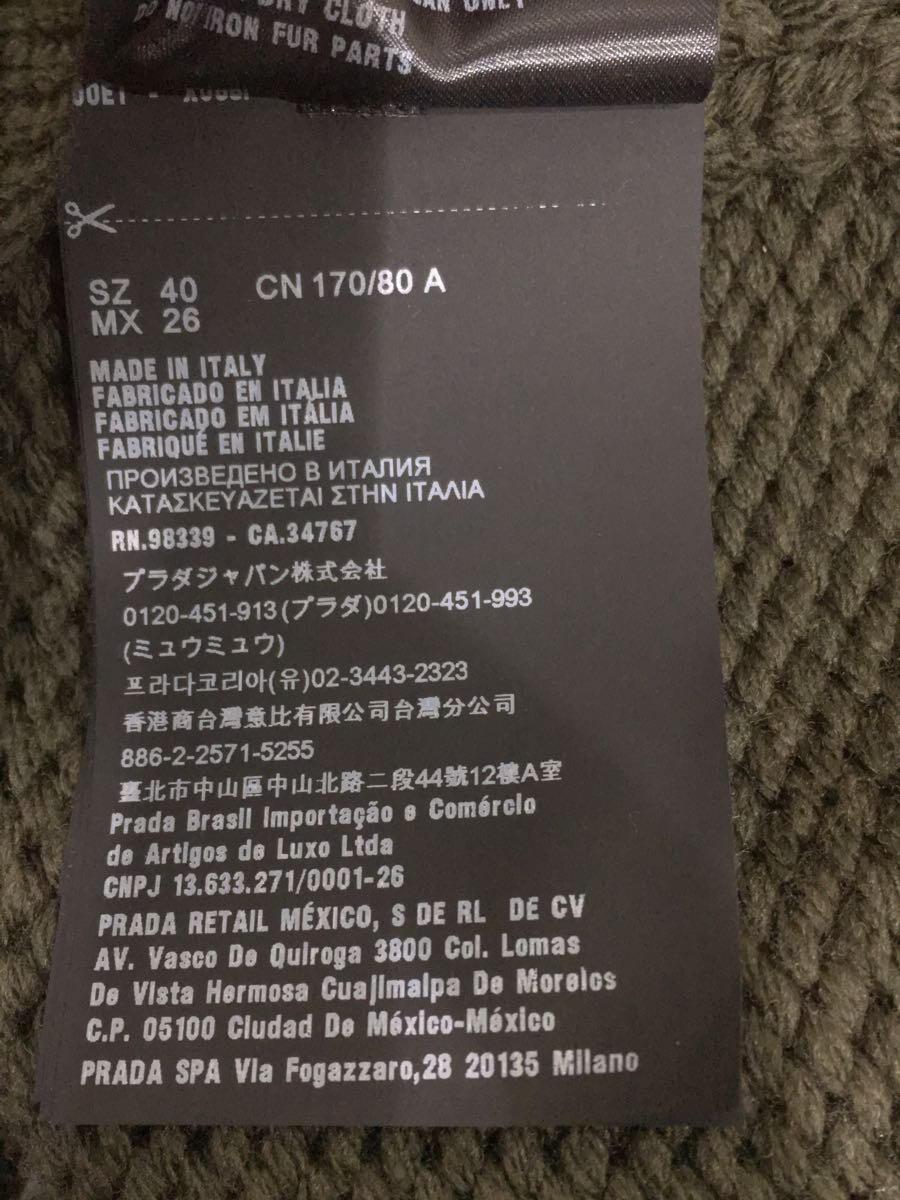 DRY CLOTH
DO NOT IRON FUR PARTS
SZ 40 CN 170/80 A
MX 26
MADE IN ITALY
FABRICADO EN ITALIA
FABRICADO EM ITÁLIA
FABRIQUÉ EN ITALIE
ПРОИЗВЕДЕНО В ИТАЛИЯ
ΚΑΤΑΣΚΕΥΑΖΕΤΑΙ ΣΤΗΝ ΙΤΑΛΙΑ
RN.98339 - CA.34767
プラダジャパン株式会社
0120-451-913(プラダ)0120-451-993
(ミュウミュウ)
프라다코리아(유)02-3443-2323
香港商台灣意比有限公司台灣分公司
886-2-2571-5255
臺北市中山區中山北路二段44號12樓A室
Prada Brasil Importação e Comércio
de Artigos de Luxo Ltda
CNPJ 13.633.271/0001-26
PRADA RETAIL MÉXICO, S DE RL DE CV
AV. Vasco De Quiroga 3800 Col. Lomas
De Vista Hermosa Cuajimalpa De Morelos
C.P. 05100 Ciudad De México-México
PRADA SPA Via Fogazzaro,28 20135 Milano